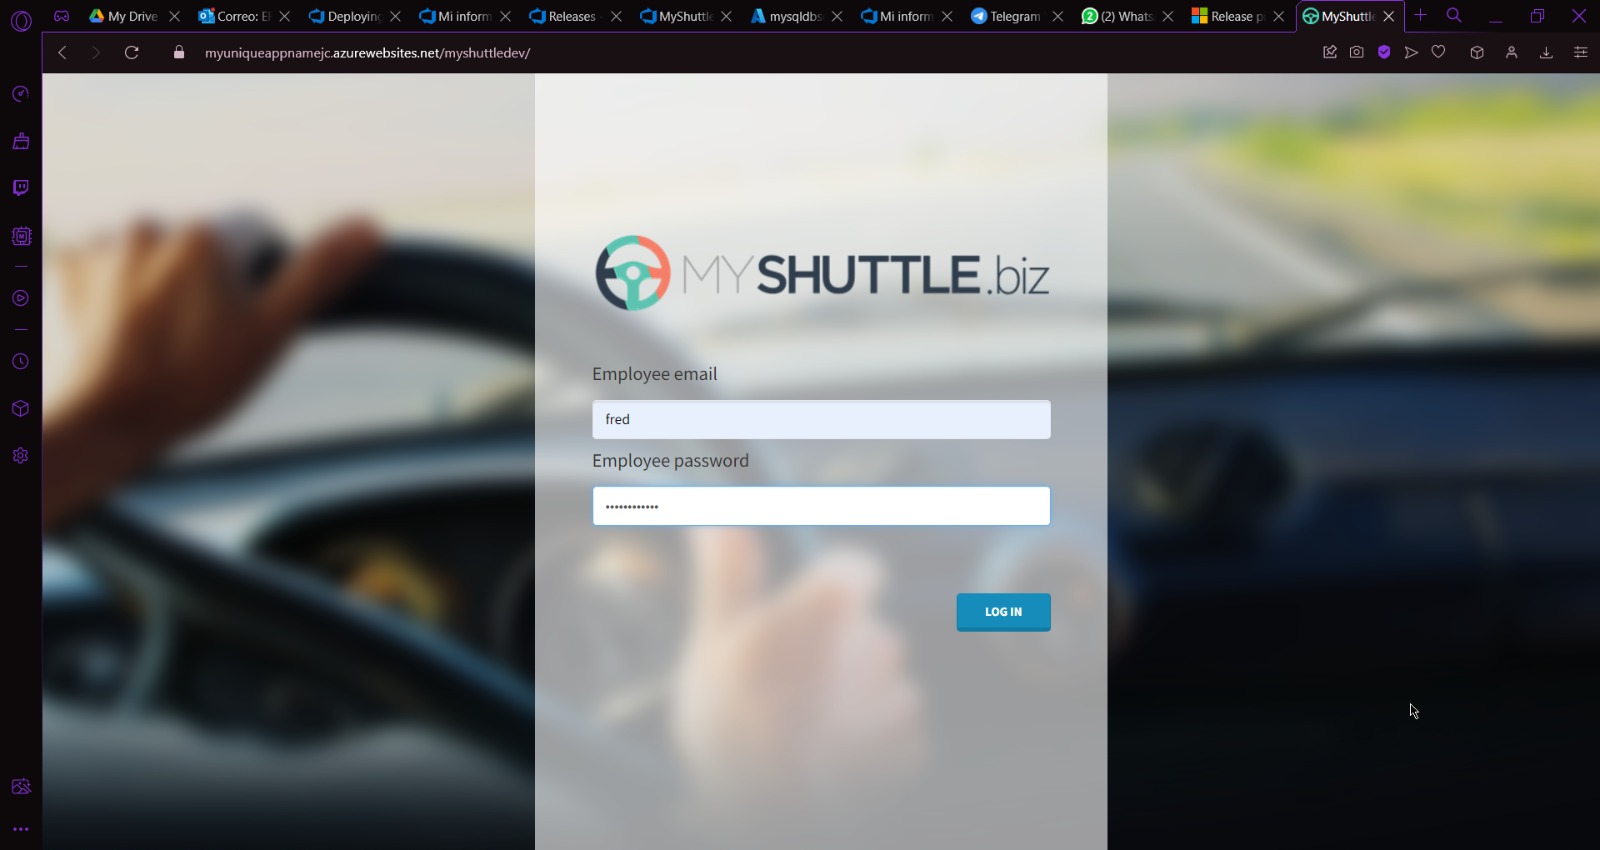 My Drive
Correo: El
Deploying
Mi inform
Releases -
MyShuttle
mysqldbs
Mi inform
Telegram
(2) Whats
Release p
MyShuttle
myuniqueappnamejc.azurewebsites.net/myshuttledev/
MYSHUTTLE.biz
Employee email
fred
Employee password
••••••••••••
LOG IN